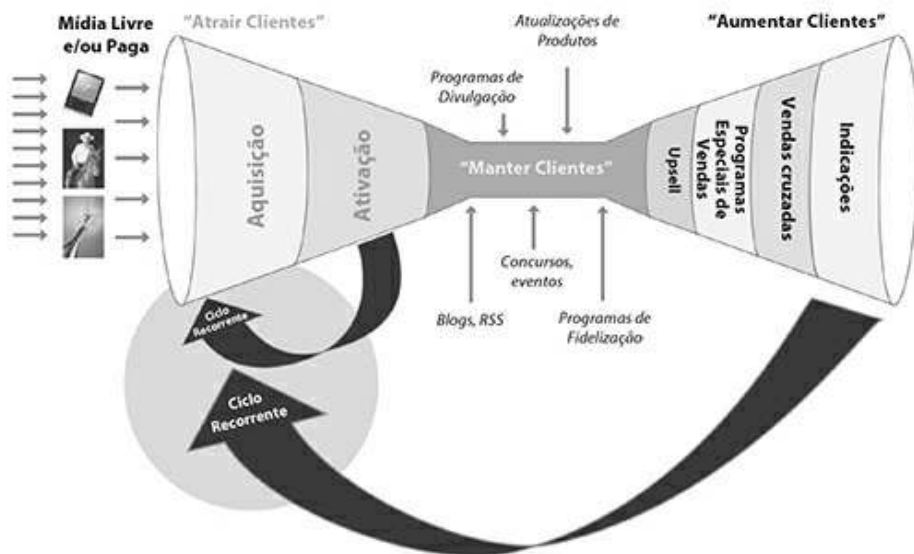 Mídia Livre
e/ou Paga
“Atrair Clientes”
Aquisição
Ativação
Programas de
Divulgação
Atualizações de
Produtos
“Manter Clientes”
Blogs, RSS
Concursos,
eventos
Programas de
Fidelização
“Aumentar Clientes”
Upsell
Programas
Especiais de
Vendas
Vendas cruzadas
Indicações
Ciclo
Recorrente
Ciclo
Recorrente